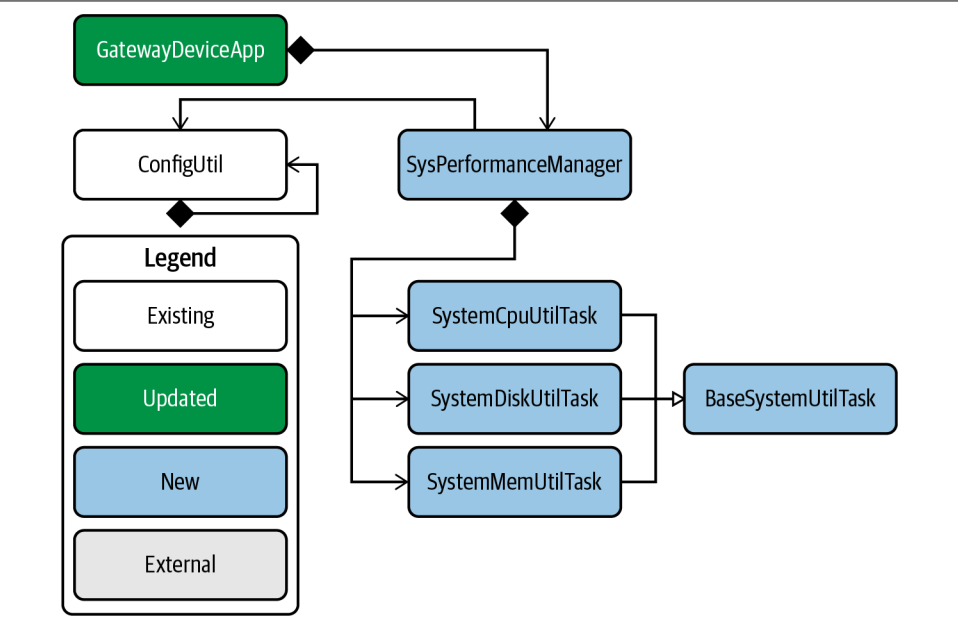 GatewayDeviceApp
ConfigUtil
SysPerformanceManager
Legend
Existing
Updated
New
External
SystemCpuUtilTask
SystemDiskUtilTask
SystemMemUtilTask
BaseSystemUtilTask